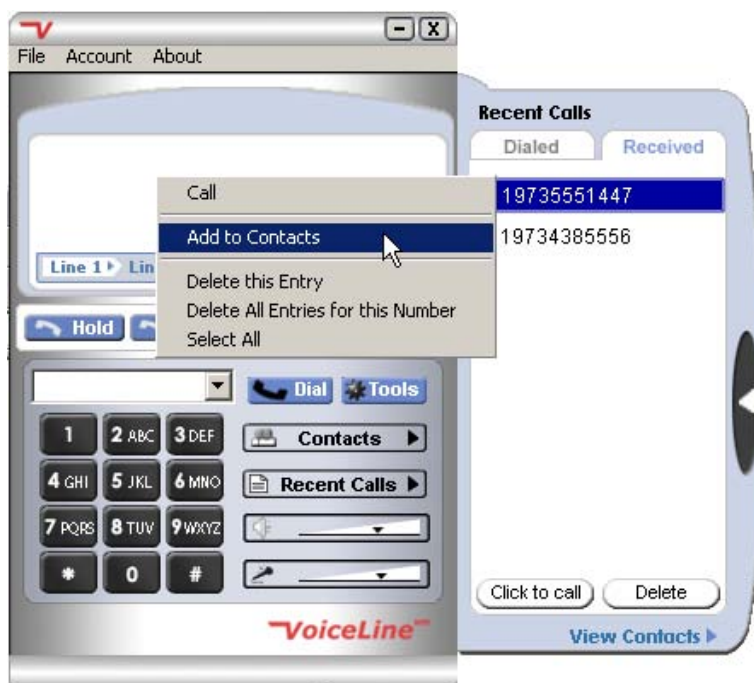 File Account About
Recent Calls
Dialed Received
19735551447
19734385556
Call
Add to Contacts
Delete this Entry
Delete All Entries for this Number
Select All
Line 1 Lin
Hold
Dial Tools
1 2 ABC 3 DEF
Contacts
4 GHI 5 JKL 6 MNO
Recent Calls
7 PQRS 8 TUV 9 WXYZ
* 0 #
Click to call Delete
VoiceLine
View Contacts